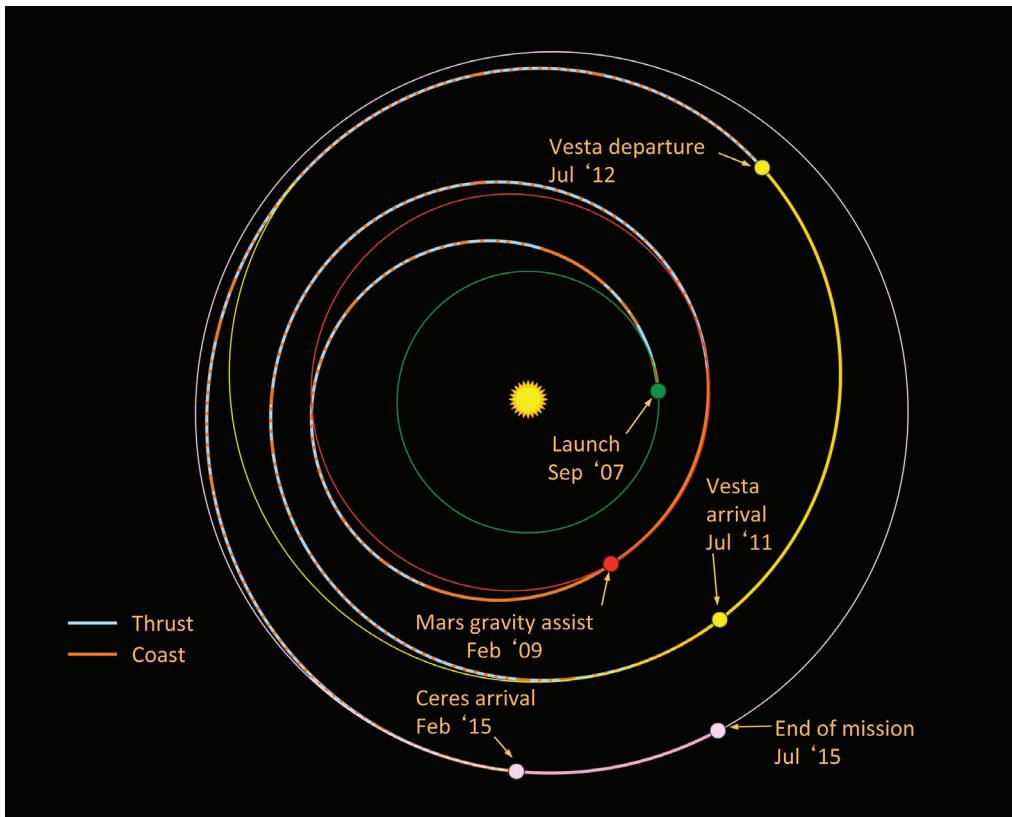 Vesta departure
Jul ‘12
Launch
Sep ‘07
Vesta
arrival
Jul ‘11
Mars gravity assist
Feb ‘09
Thrust
Coast
Ceres arrival
Feb ‘15
End of mission
Jul ‘15